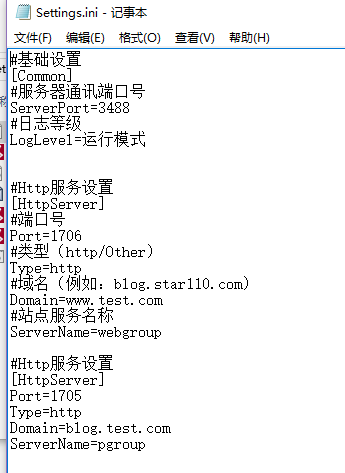 Settings.ini - 记事本
文件(F) 编辑(E) 格式(O) 查看(V) 帮助(H)
#基础设置
[Common]
#服务器通讯端口号
ServerPort=3488
#日志等级
LogLevel=运行模式
#Http服务设置
[HttpServer]
#端口号
Port=1706
#类型（http/Other）
Type=http
#域名（例如：blog.star110.com）
Domain=www.test.com
#站点服务名称
ServerName=webgroup
#Http服务设置
[HttpServer]
Port=1705
Type=http
Domain=blog.test.com
ServerName=pgroup